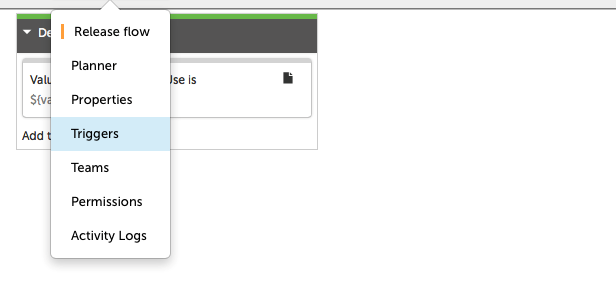 Release flow
De
Planner
Valu
Use is
${va
Properties
Add t
Triggers
Teams
Permissions
Activity Logs